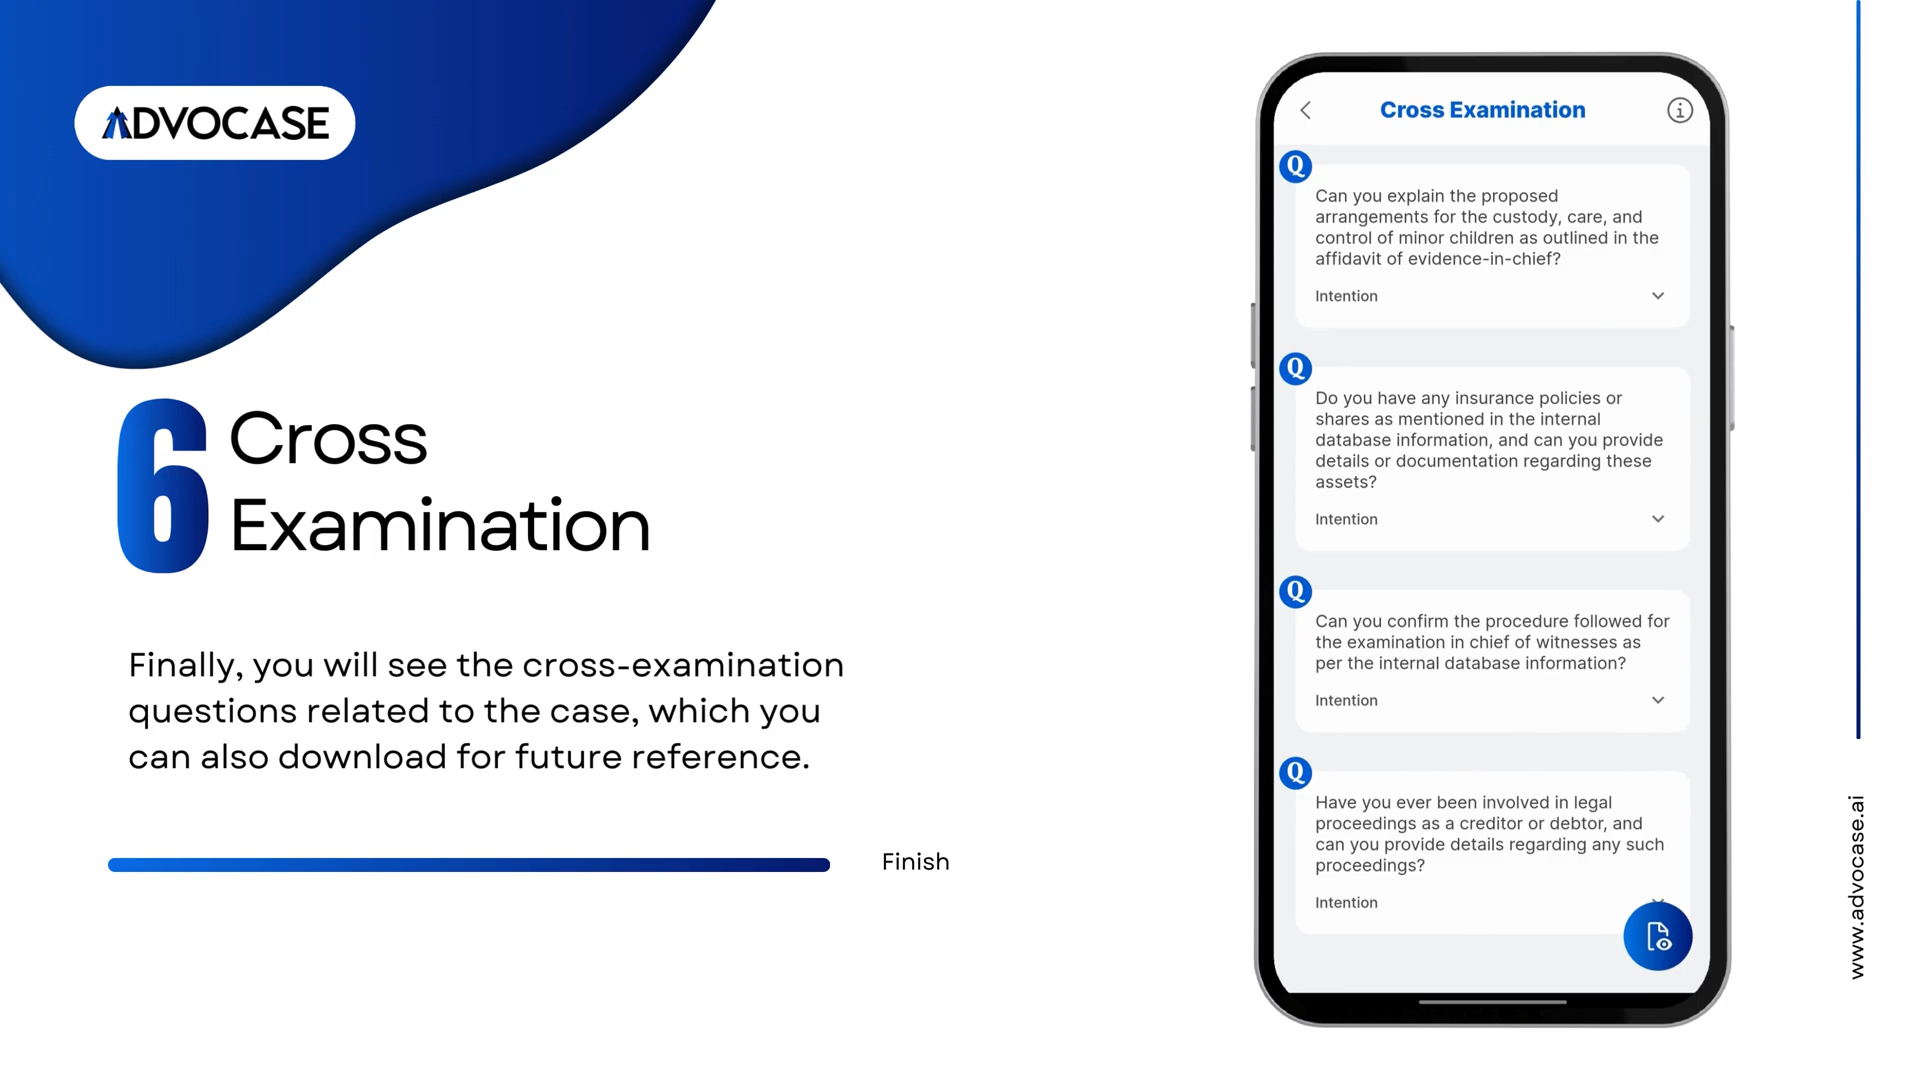 ADVOCASE
6
Cross
Examination
Finally, you will see the cross-examination
questions related to the case, which you
can also download for future reference.
Finish
Cross Examination
Q
Can you explain the proposed
arrangements for the custody, care, and
control of minor children as outlined in the
affidavit of evidence-in-chief?
Intention
Q
Do you have any insurance policies or
shares as mentioned in the internal
database information, and can you provide
details or documentation regarding these
assets?
Intention
Q
Can you confirm the procedure followed for
the examination in chief of witnesses as
per the internal database information?
Intention
Q
Have you ever been involved in legal
proceedings as a creditor or debtor, and
can you provide details regarding any such
proceedings?
Intention
www.advocase.ai